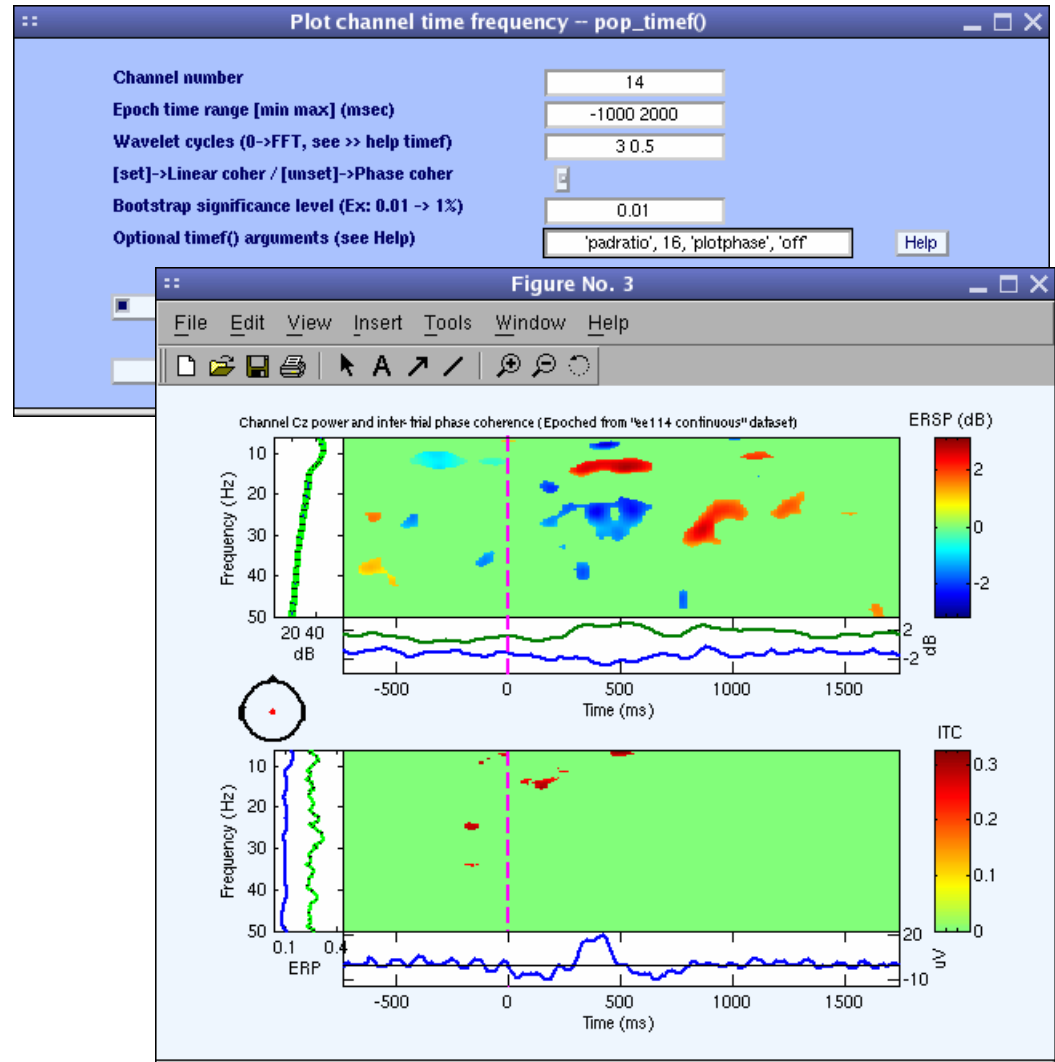 Plot channel time frequency -- pop_timef()
Channel number
14
Epoch time range [min max] (msec)
-1000 2000
Wavelet cycles (0->FFT, see >> help timef)
3 0.5
[set]->Linear coher / [unset]->Phase coher
Bootstrap significance level (Ex: 0.01 -> 1%)
0.01
Optional timef() arguments (see Help)
'padratio', 16, 'plotphase', 'off'
Help
Figure No. 3
File Edit View Insert Tools Window Help
A
Channel Cz power and inter-trial phase coherence (Epoched from "ee114 continuous" dataset)
ERSP (dB)
Frequency (Hz)
10
20
30
40
50
20 40
dB
2
0
-2
2
-2
dB
-500 0 500 1000 1500
Time (ms)
ITC
Frequency (Hz)
10
20
30
40
50
0.1 0.4
ERP
0.3
0.2
0.1
0
20
-10
uV
-500 0 500 1000 1500
Time (ms)